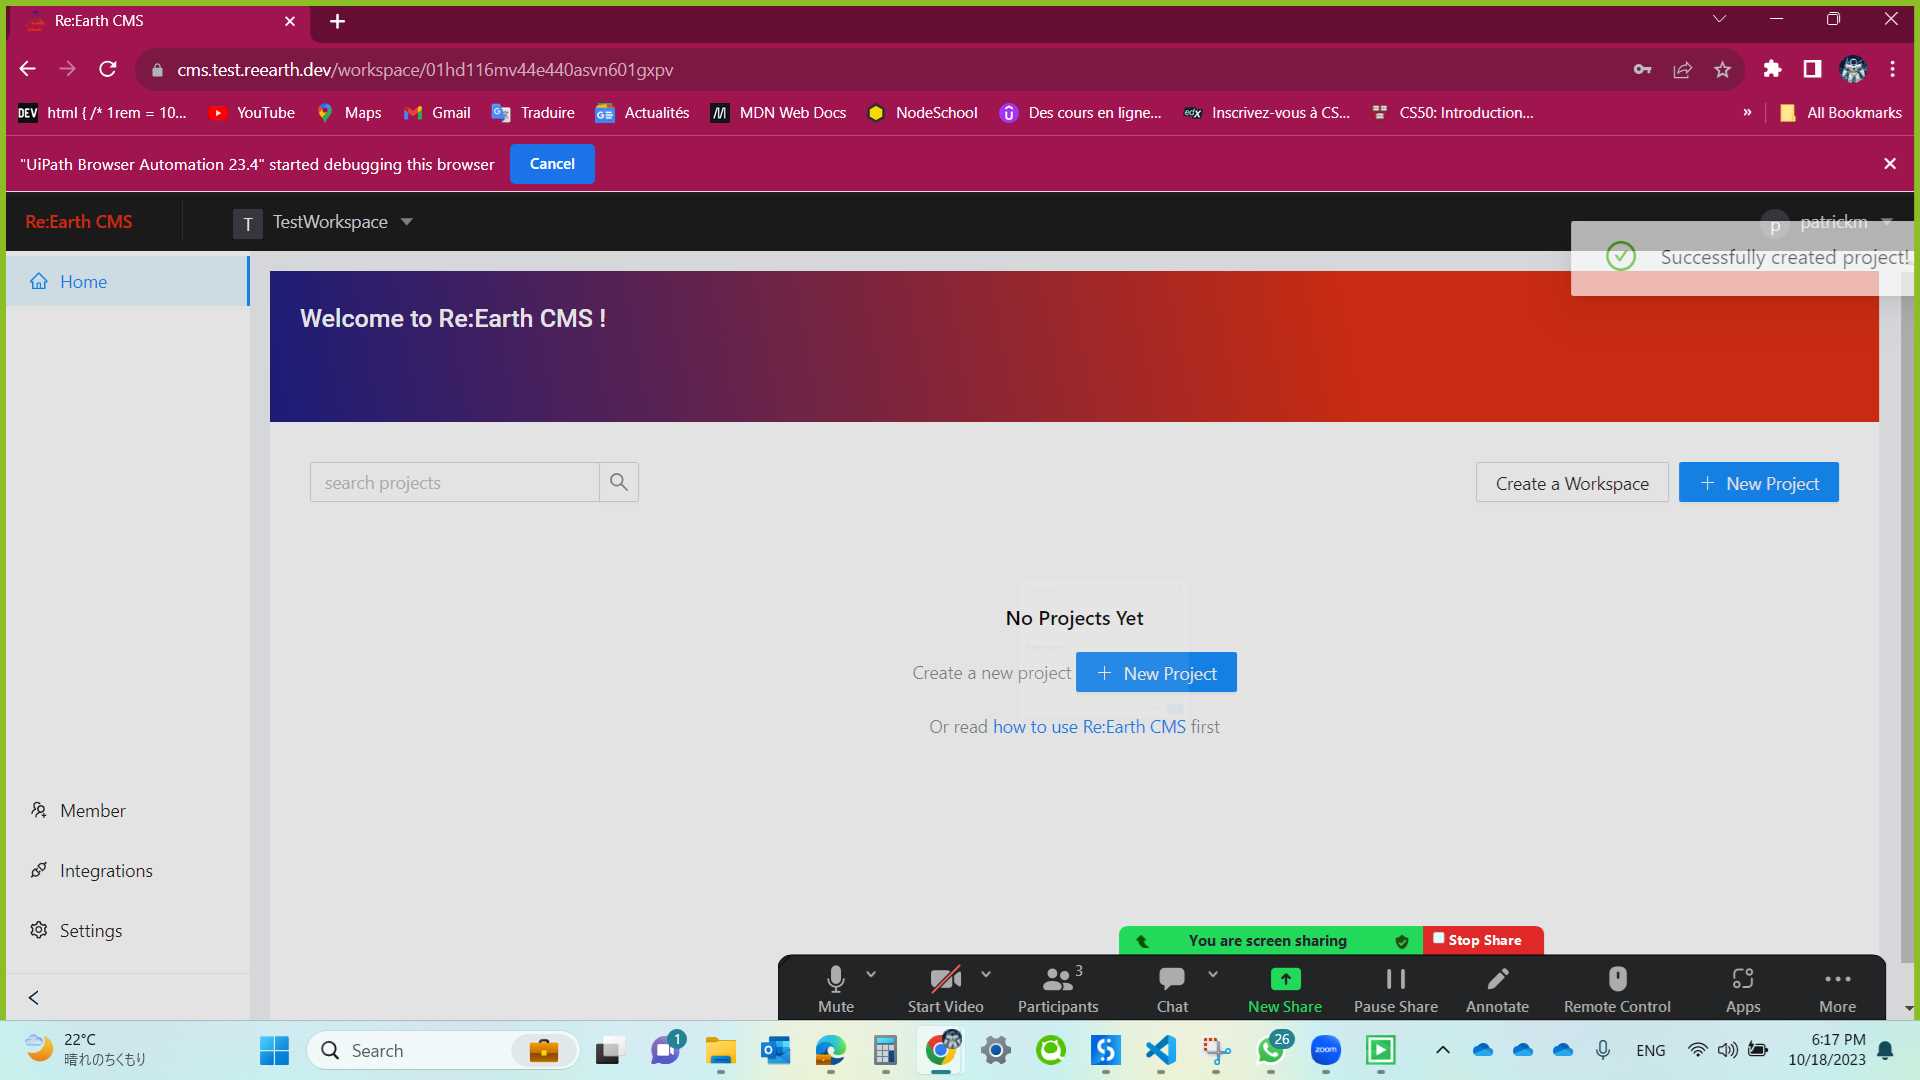 Re:Earth CMS
cms.test.reearth.dev/workspace/01hd116mv44e440asvn601gxpv
DEV html { /* 1rem = 10... YouTube Maps Gmail Traduire Actualités MDN Web Docs NodeSchool Des cours en ligne... edX Inscrivez-vous à CS... CS50: Introduction... » All Bookmarks
"UiPath Browser Automation 23.4" started debugging this browser Cancel
Re:Earth CMS T TestWorkspace p patrickm
Successfully created project!
Home
Welcome to Re:Earth CMS !
search projects Create a Workspace + New Project
No Projects Yet
Create a new project + New Project
Or read how to use Re:Earth CMS first
Member
Integrations
Settings
You are screen sharing Stop Share
3
Mute Start Video Participants Chat New Share Pause Share Annotate Remote Control Apps More
22°C
晴れのちくもり
Search 1 26 zoom ENG
6:17 PM
10/18/2023